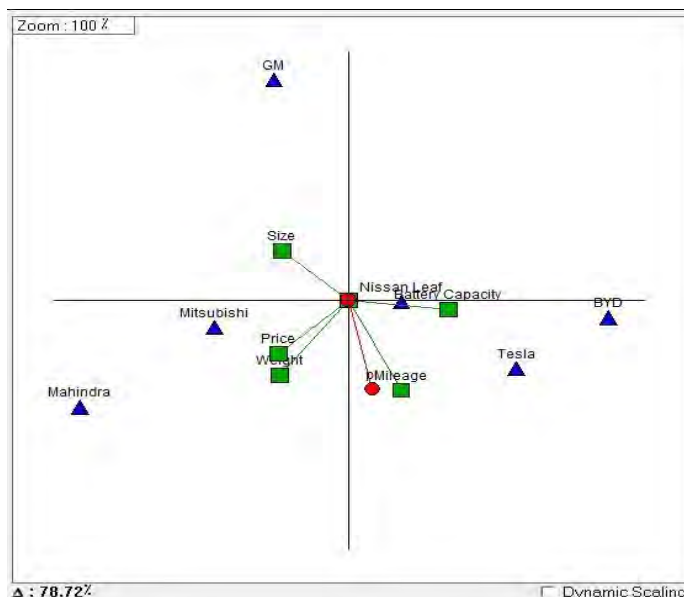 Zoom : 100 %
GM
Size
Nissan Leaf
Battery Capacity
BYD
Mitsubishi
Price
Tesla
Weight
pi
Mileage
Mahindra
Δ : 78.72%
Dynamic Scaling